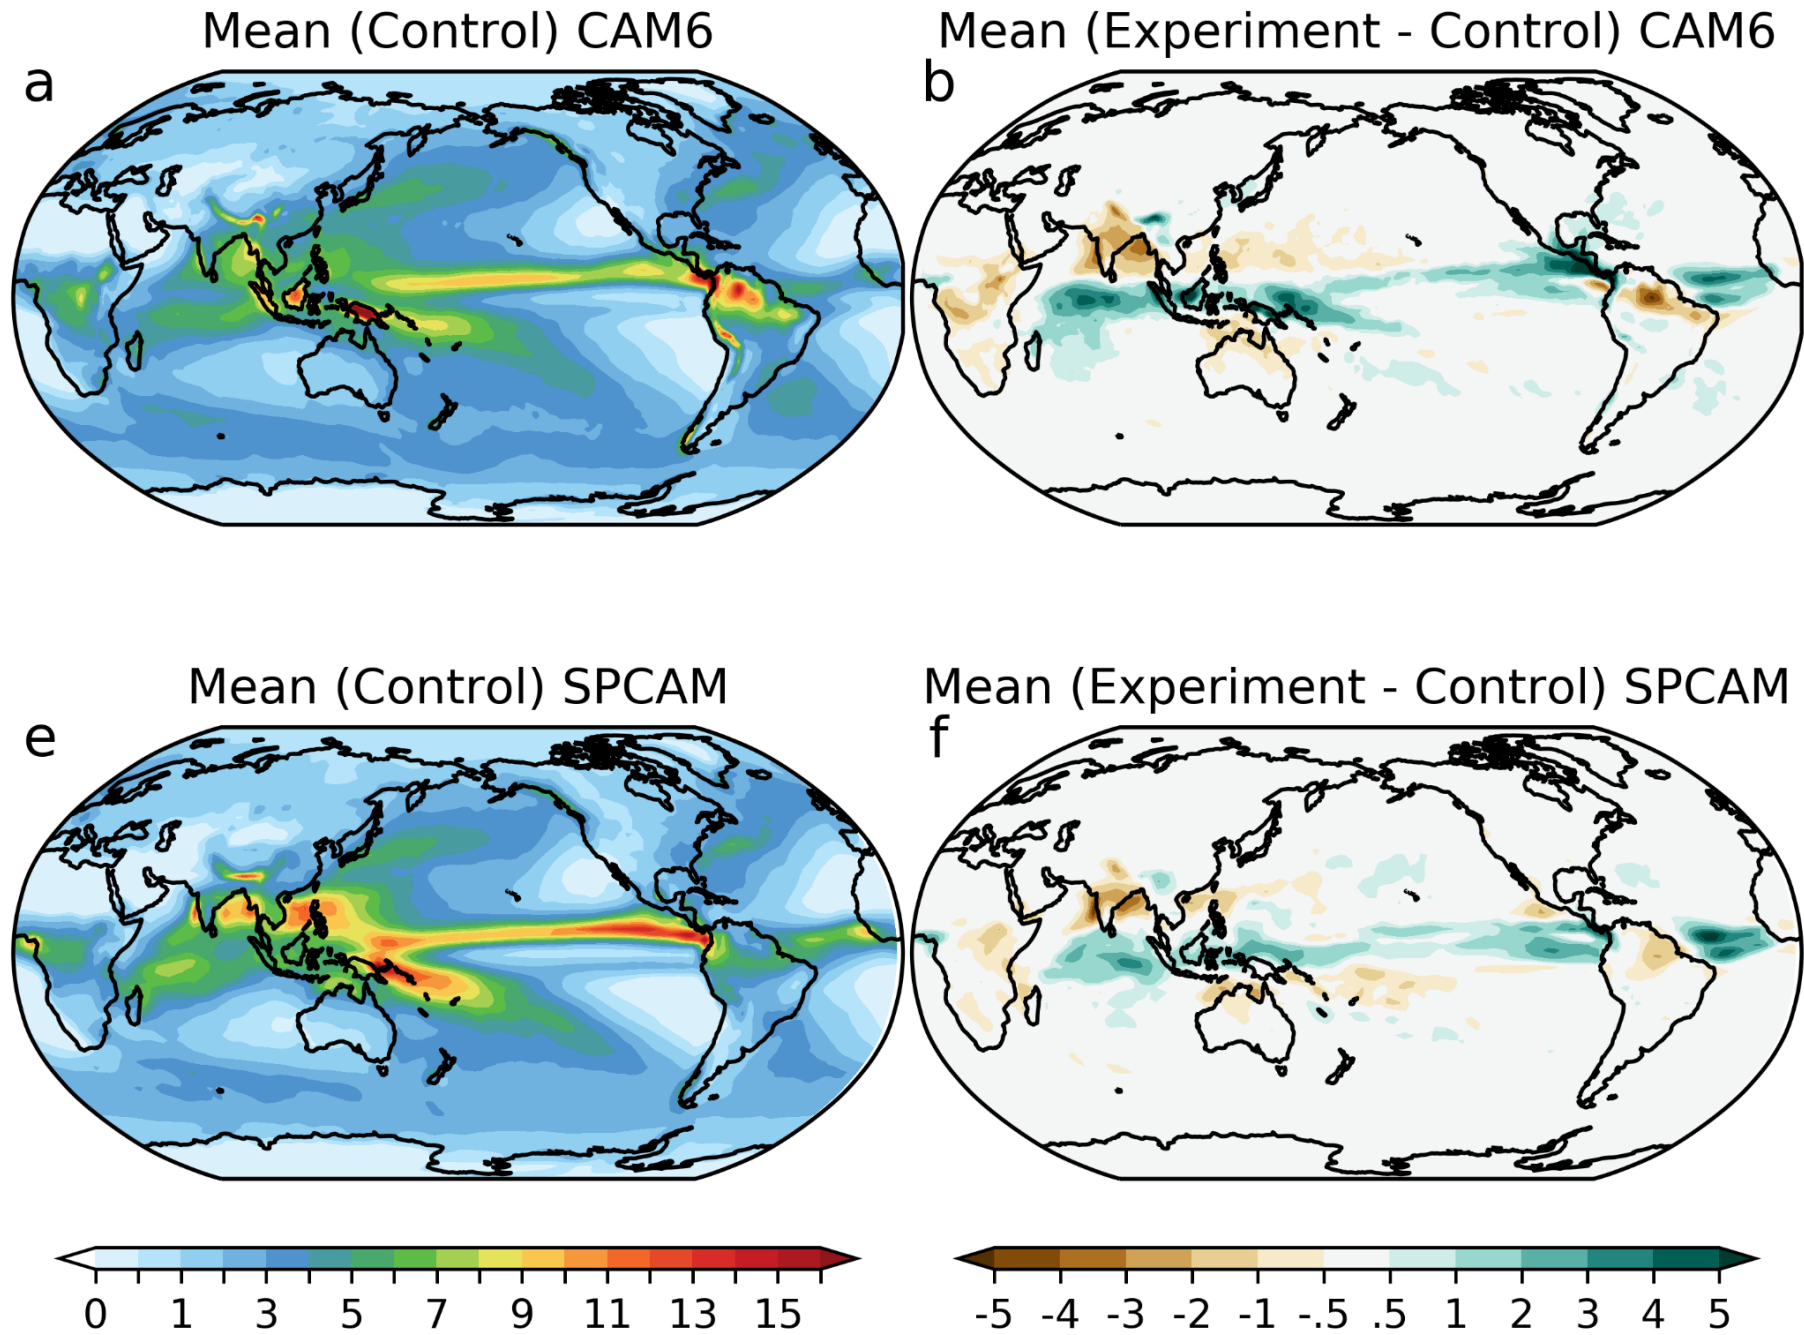 Mean (Control) CAM6
Mean (Experiment - Control) CAM6
a
b
Mean (Control) SPCAM
Mean (Experiment - Control) SPCAM
e
f
0 1 3 5 7 9 11 13 15
-5 -4 -3 -2 -1 -.5 .5 1 2 3 4 5